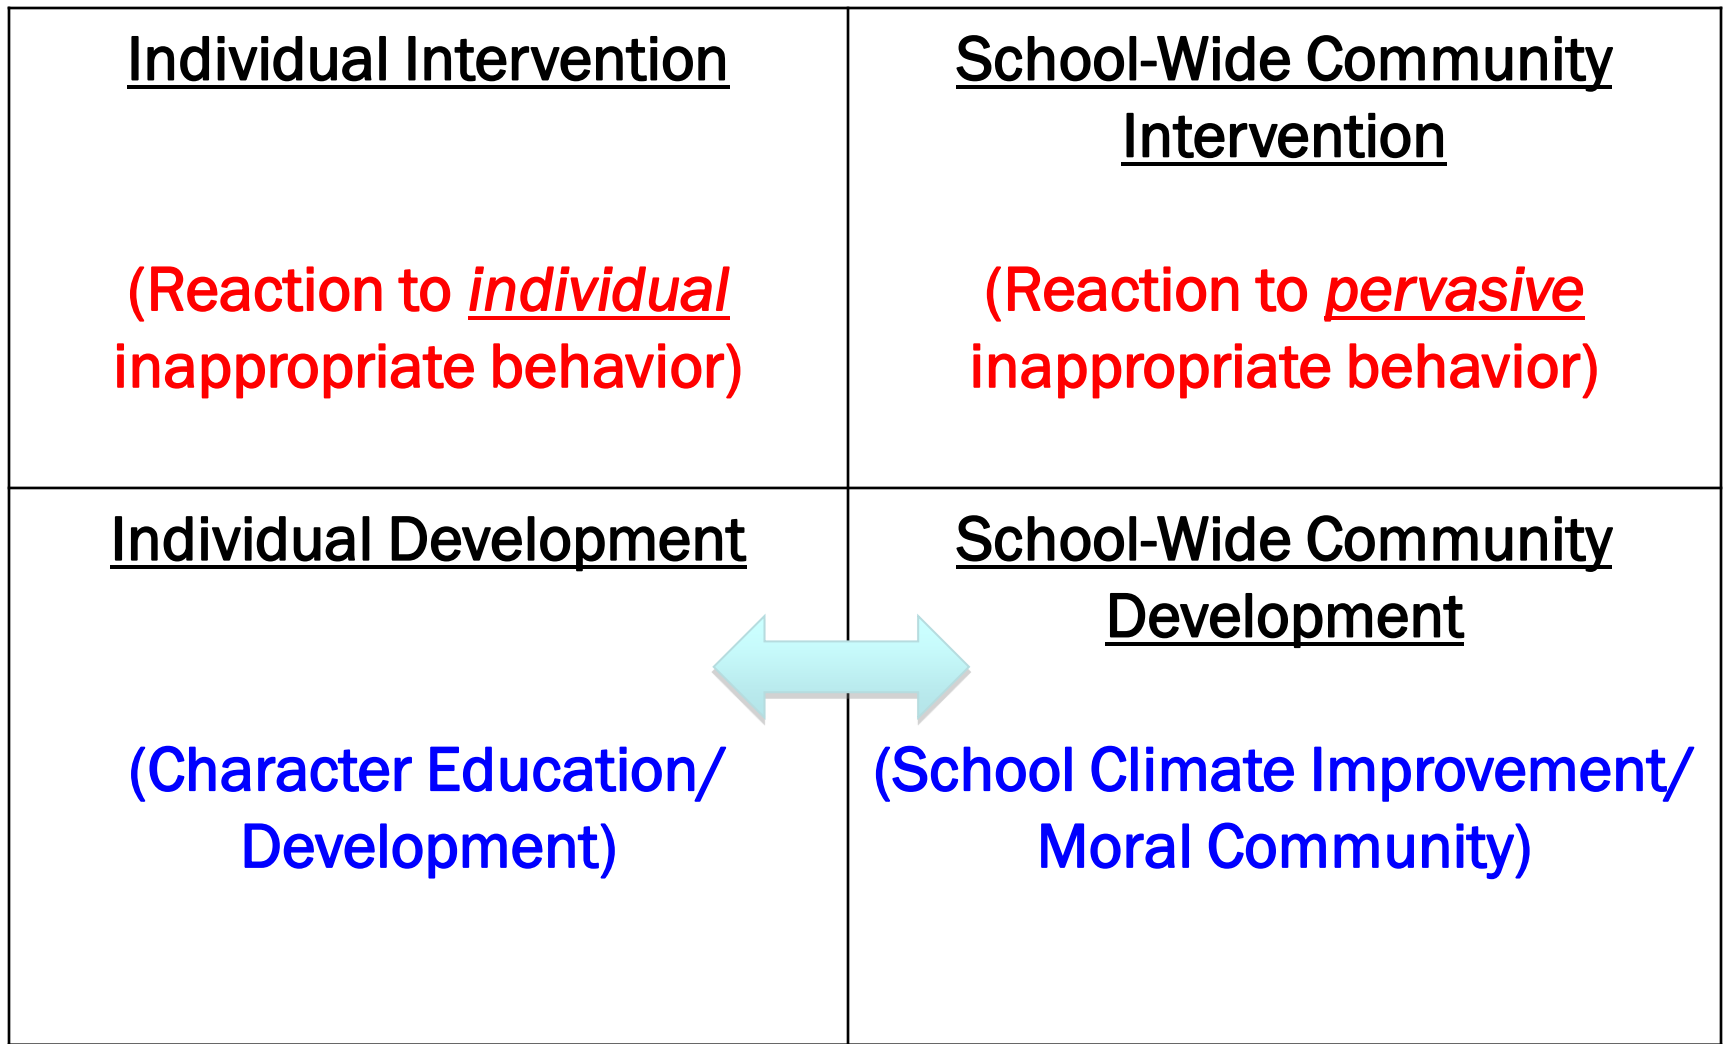 Individual Intervention
(Reaction to individual
inappropriate behavior)
School-Wide Community
Intervention
(Reaction to pervasive
inappropriate behavior)
Individual Development
(Character Education/
Development)
School-Wide Community
Development
(School Climate Improvement/
Moral Community)